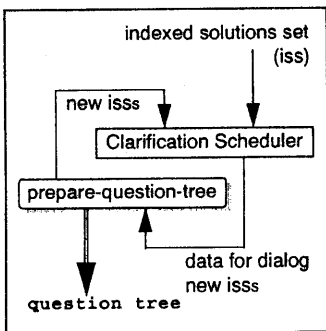 indexed solutions set
(iss)
new isss
Clarification Scheduler
prepare-question-tree
data for dialog
new isss
question tree